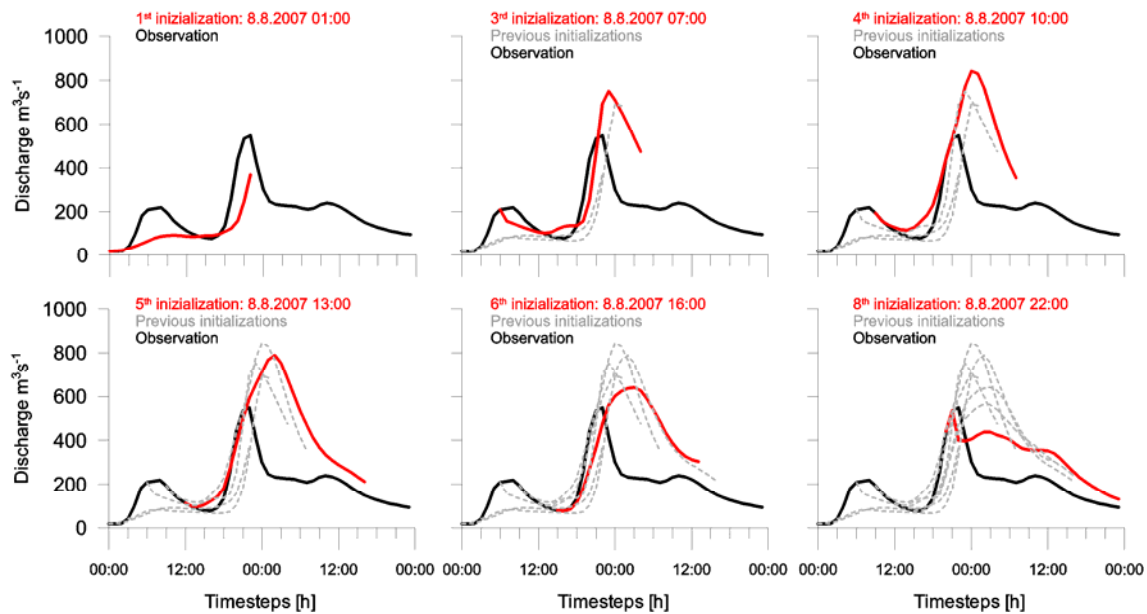 1st inizialization: 8.8.2007 01:00
Observation
3rd inizialization: 8.8.2007 07:00
Previous initializations
Observation
4th inizialization: 8.8.2007 10:00
Previous initializations
Observation
Discharge m³s⁻¹
1000
800
600
400
200
0
5th inizialization: 8.8.2007 13:00
Previous initializations
Observation
6th inizialization: 8.8.2007 16:00
Previous initializations
Observation
8th inizialization: 8.8.2007 22:00
Previous initializations
Observation
Discharge m³s⁻¹
1000
800
600
400
200
0
00:00 12:00 00:00 12:00 00:00
00:00 12:00 00:00 12:00 00:00
00:00 12:00 00:00 12:00 00:00
Timesteps [h]
Timesteps [h]
Timesteps [h]